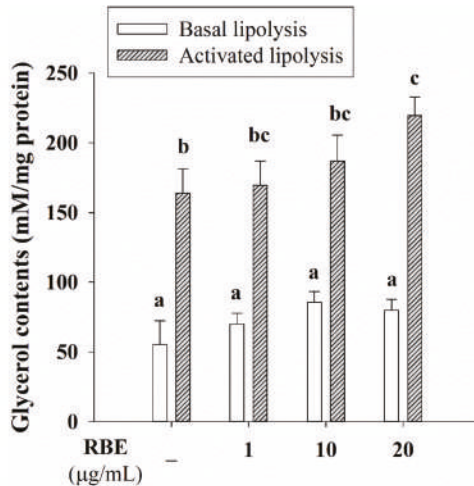 Basal lipolysis
Activated lipolysis
Glycerol contents (mM/mg protein)
250
200
150
100
50
0
a
b
a
bc
a
bc
a
c
RBE – 1 10 20
(μg/mL)